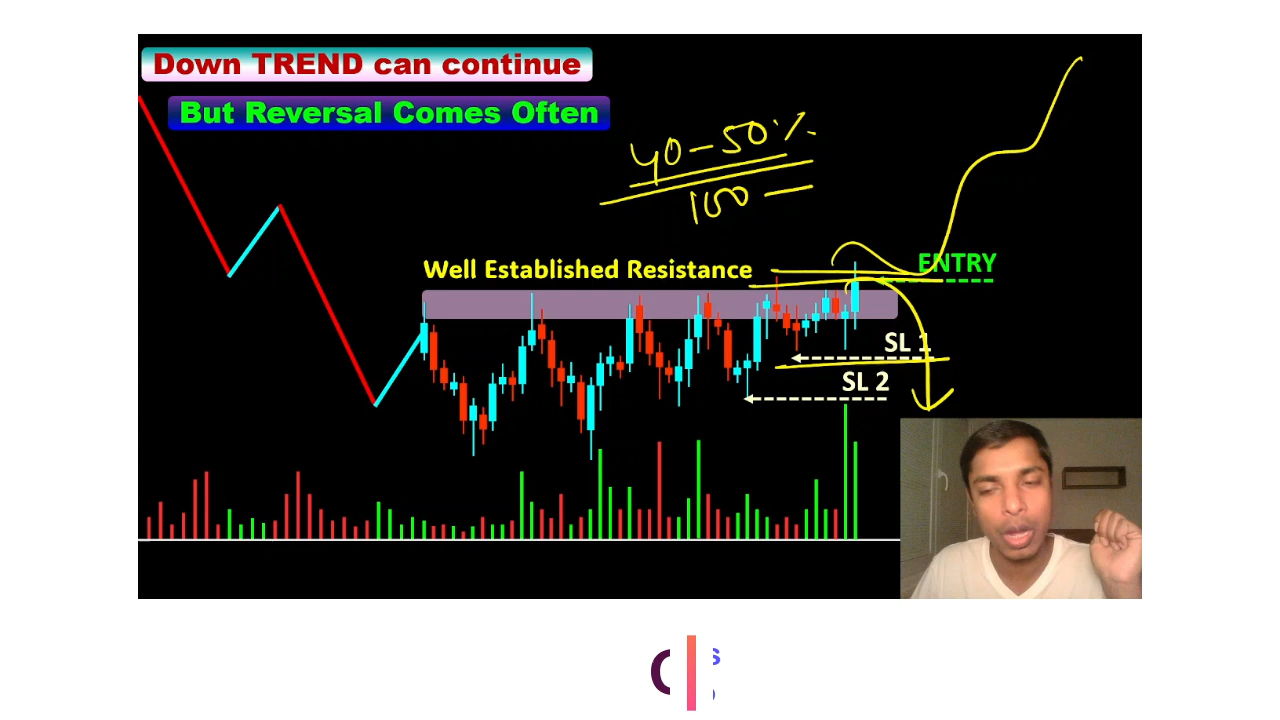 Down TREND can continue
But Reversal Comes Often
40-50%
100
Well Established Resistance
ENTRY
SL 1
SL 2